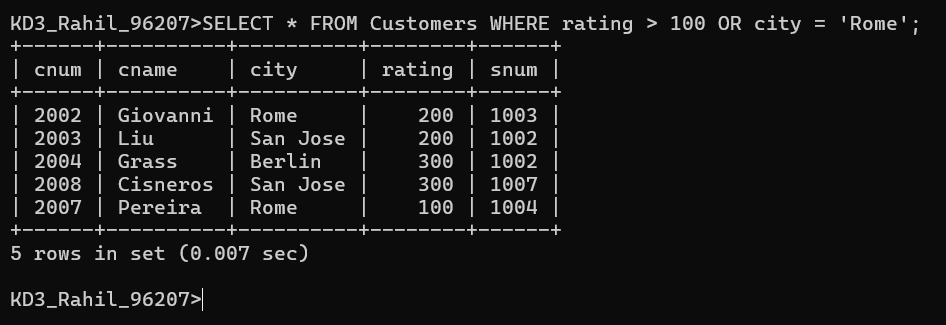 KD3_Rahil_96207>SELECT * FROM Customers WHERE rating > 100 OR city = 'Rome';
+------+----------+----------+--------+------+
| cnum | cname    | city     | rating | snum |
+------+----------+----------+--------+------+
| 2002 | Giovanni | Rome     |    200 | 1003 |
| 2003 | Liu      | San Jose |    200 | 1002 |
| 2004 | Grass    | Berlin   |    300 | 1002 |
| 2008 | Cisneros | San Jose |    300 | 1007 |
| 2007 | Pereira  | Rome     |    100 | 1004 |
+------+----------+----------+--------+------+
5 rows in set (0.007 sec)
KD3_Rahil_96207>